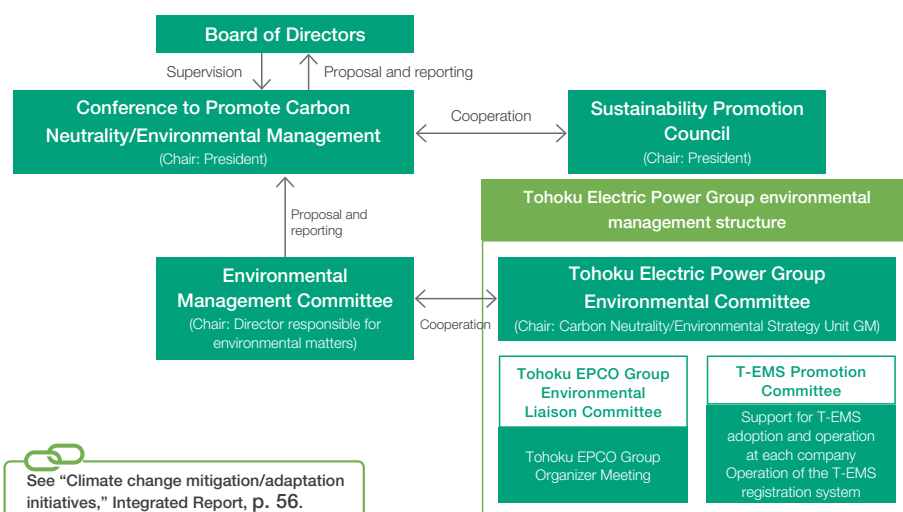 Board of Directors
Supervision
Proposal and reporting
Conference to Promote Carbon
Neutrality/Environmental Management
(Chair: President)
Cooperation
Sustainability Promotion
Council
(Chair: President)
Proposal and
reporting
Tohoku Electric Power Group environmental
management structure
Environmental
Management Committee
(Chair: Director responsible for
environmental matters)
Cooperation
Tohoku Electric Power Group
Environmental Committee
(Chair: Carbon Neutrality/Environmental Strategy Unit GM)
Tohoku EPCO Group
Environmental
Liaison Committee
Tohoku EPCO Group
Organizer Meeting
T-EMS Promotion
Committee
Support for T-EMS
adoption and operation
at each company
Operation of the T-EMS
registration system
See “Climate change mitigation/adaptation
initiatives,” Integrated Report, p. 56.